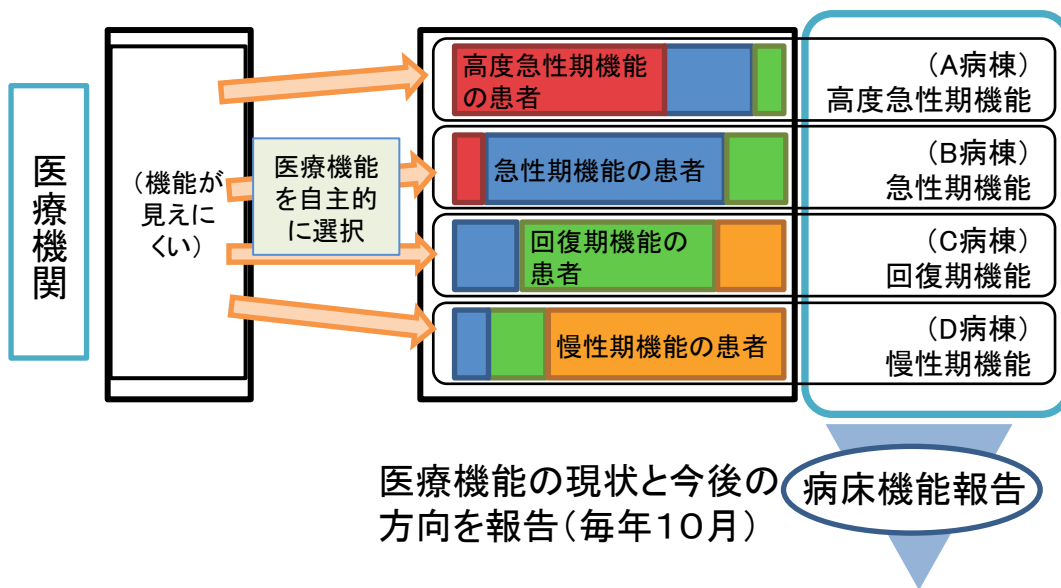 医療機関
（機能が
見えに
くい）
医療機能
を自主的
に選択
高度急性期機能
の患者
（A病棟）
高度急性期機能
急性期機能の患者
（B病棟）
急性期機能
回復期機能の
患者
（C病棟）
回復期機能
慢性期機能の患者
（D病棟）
慢性期機能
医療機能の現状と今後の
方向を報告（毎年１０月）
病床機能報告